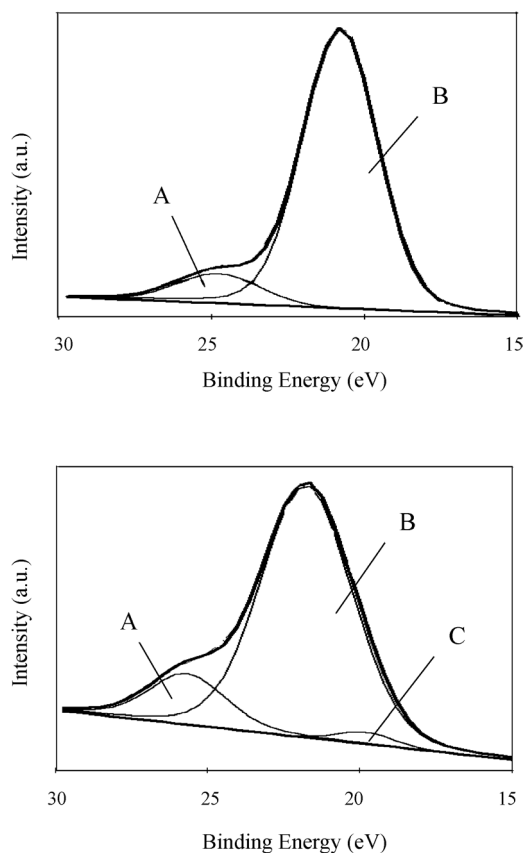 Intensity (a.u.)
A
B
30 25 20 15
Binding Energy (eV)
Intensity (a.u.)
A
B
C
30 25 20 15
Binding Energy (eV)